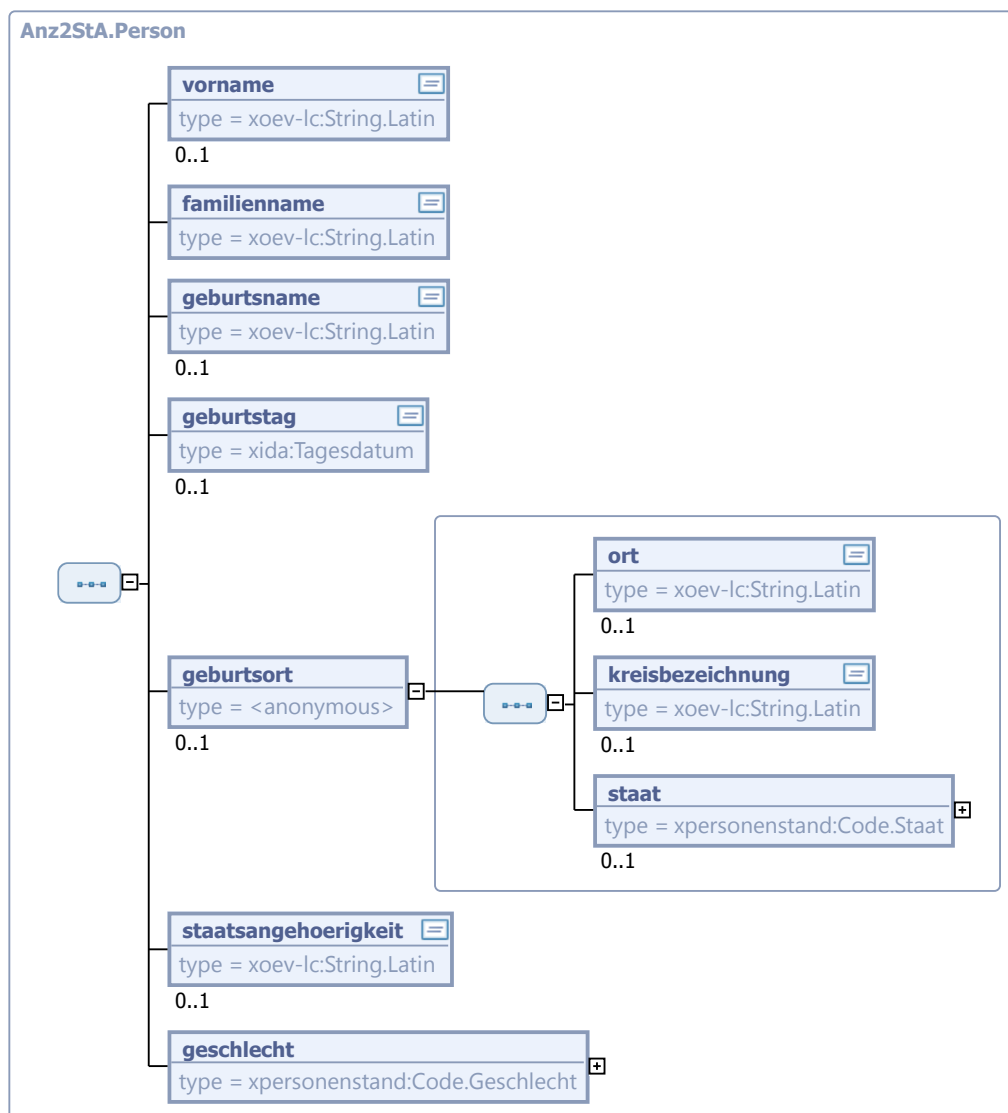 Anz2StA.Person
vorname
type = xoev-lc:String.Latin
0..1
familienname
type = xoev-lc:String.Latin
geburtsname
type = xoev-lc:String.Latin
0..1
geburtstag
type = xida:Tagesdatum
0..1
geburtsort
type = <anonymous>
0..1
ort
type = xoev-lc:String.Latin
0..1
kreisbezeichnung
type = xoev-lc:String.Latin
0..1
staat
type = xpersonenstand:Code.Staat
0..1
staatsangehoerigkeit
type = xoev-lc:String.Latin
0..1
geschlecht
type = xpersonenstand:Code.Geschlecht